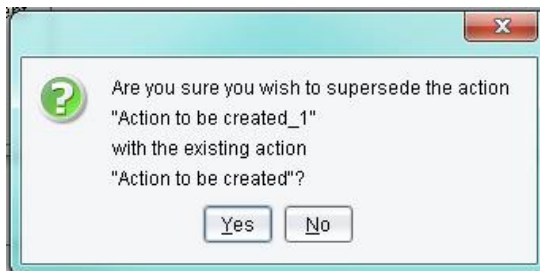 Are you sure you wish to supersede the action
"Action to be created_1"
with the existing action
"Action to be created"?
Yes No